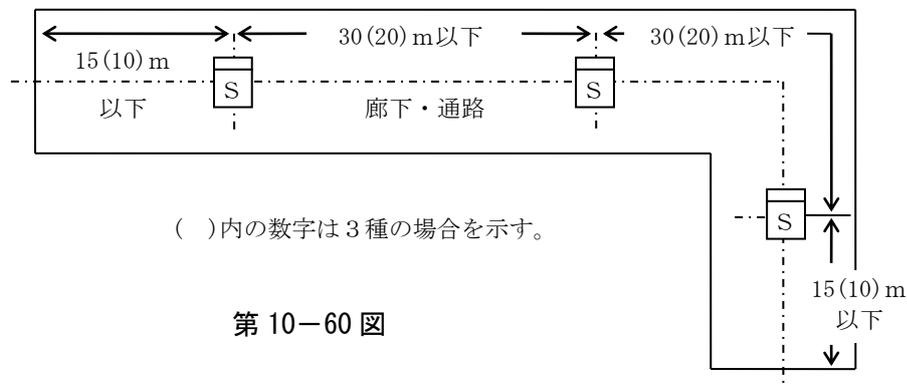 30(20)m以下
30(20)m以下
15(10)m
以下
S
S
廊下・通路
S
(　)内の数字は３種の場合を示す。
15(10)m
以下
第10－60図